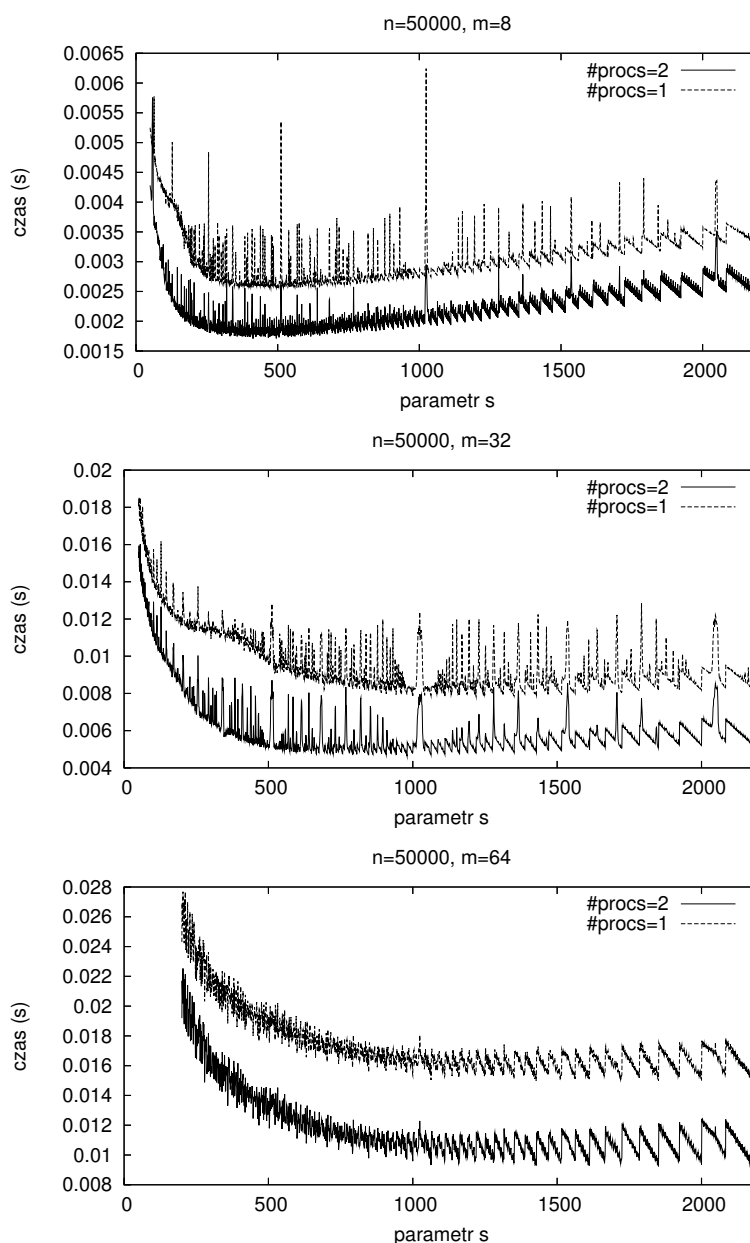 n=50000, m=8
0.0065
0.006
0.0055
0.005
0.0045
0.004
0.0035
0.003
0.0025
0.002
0.0015
czas (s)
#procs=2
#procs=1
0 500 1000 1500 2000
parametr s
n=50000, m=32
0.02
0.018
0.016
0.014
0.012
0.01
0.008
0.006
0.004
czas (s)
#procs=2
#procs=1
0 500 1000 1500 2000
parametr s
n=50000, m=64
0.028
0.026
0.024
0.022
0.02
0.018
0.016
0.014
0.012
0.01
0.008
czas (s)
#procs=2
#procs=1
0 500 1000 1500 2000
parametr s